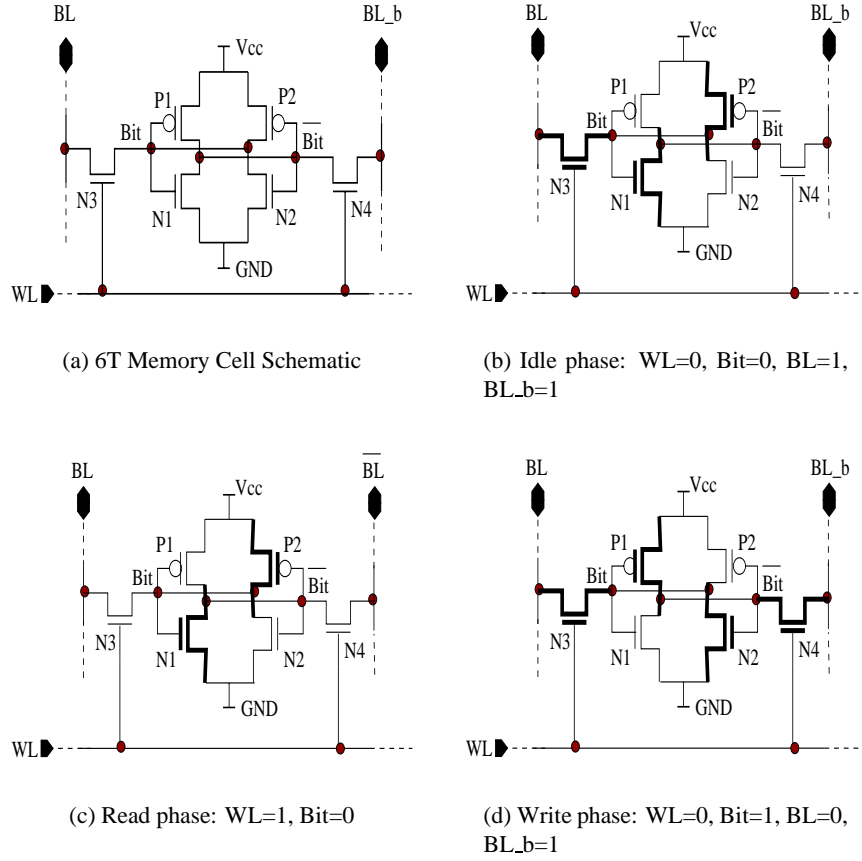 BL
BL_b
Vcc
P1
P2
Bit
Bit
N3
N1
N2
N4
GND
WL
(a) 6T Memory Cell Schematic
BL
BL_b
Vcc
P1
P2
Bit
Bit
N3
N1
N2
N4
GND
WL
(b) Idle phase: WL=0, Bit=0, BL=1,
BL_b=1
BL
BL
Vcc
P1
P2
Bit
Bit
N3
N1
N2
N4
GND
WL
(c) Read phase: WL=1, Bit=0
BL
BL_b
Vcc
P1
P2
Bit
Bit
N3
N1
N2
N4
GND
WL
(d) Write phase: WL=0, Bit=1, BL=0,
BL_b=1